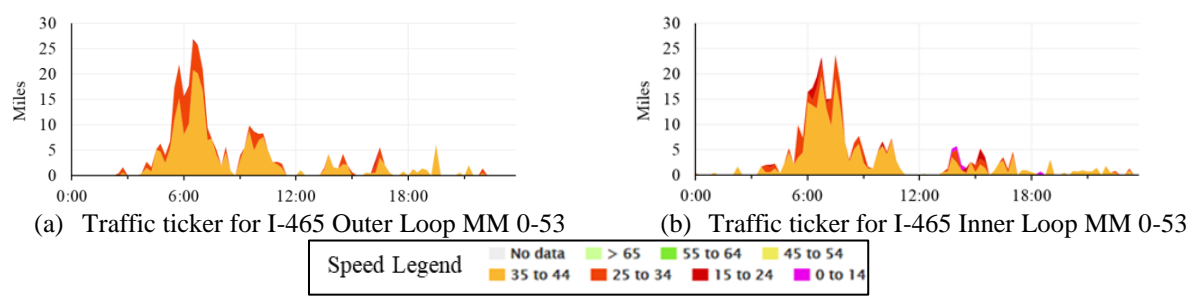 30
25
20
15
10
5
0
Miles
0:00 6:00 12:00 18:00
(a) Traffic ticker for I-465 Outer Loop MM 0-53
30
25
20
15
10
5
0
Miles
0:00 6:00 12:00 18:00
(b) Traffic ticker for I-465 Inner Loop MM 0-53
Speed Legend
No data > 65 55 to 64 45 to 54
35 to 44 25 to 34 15 to 24 0 to 14